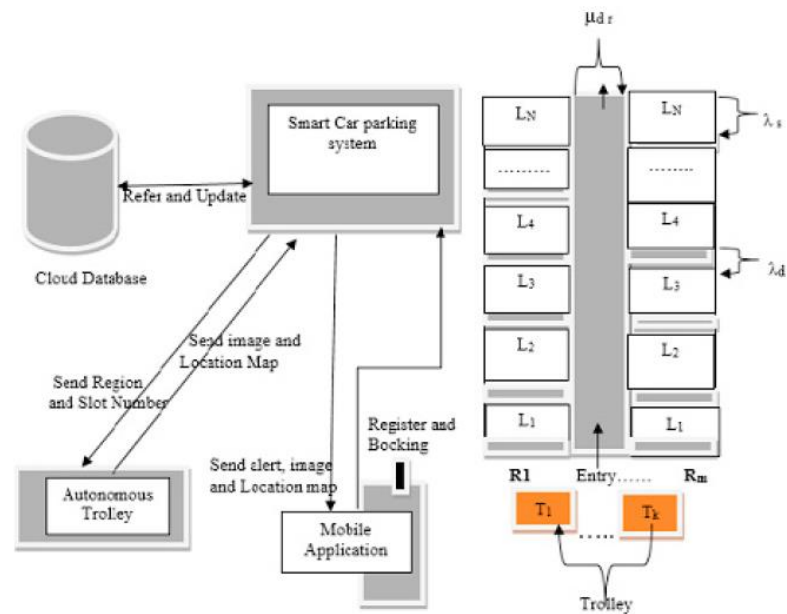 μd r
Smart Car parking
system
Refer and Update
Cloud Database
Send image and
Location Map
Send Region
and Slot Number
Register and
Bocking
Send alert, image
and Location map
Autonomous
Trolley
Mobile
Application
LN
.........
L4
L3
L2
L1
LN
........
L4
L3
L2
L1
λ s
λd
R1
Entry......
Rm
T1
.....
Tk
Trolley